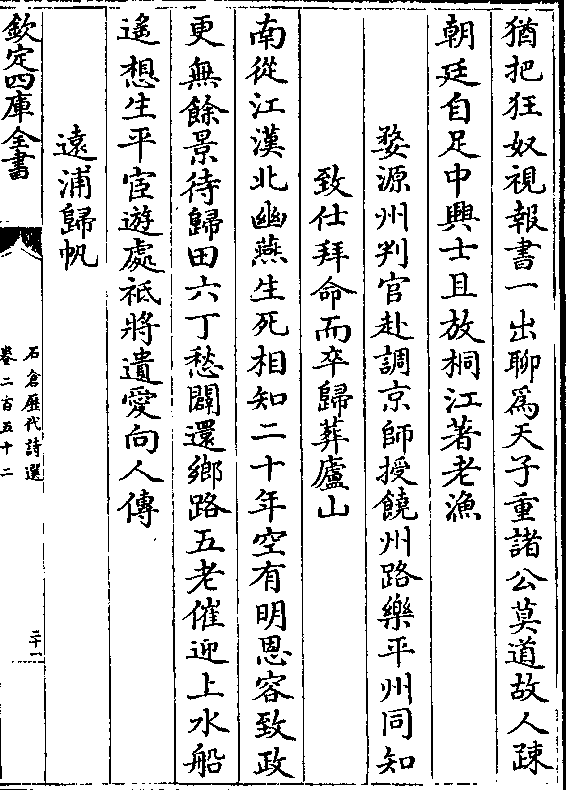 猶把狂奴視報書一出聊爲天子重諸公莫道故人踈
朝廷自足中興士且放桐江著老漁
婺源州判官赴調京師授饒州路樂平州同知
致仕拜命而卒歸葬廬山
南從江漢北幽燕生死相知二十年空有明恩容致政
更無餘景待歸田六丁愁闢還鄉路五老催迎上水船
遙想生平宦遊處祗將遺愛向人傳
遠浦歸帆
欽定四庫全書
石倉歷代詩選
卷二百五十二
二十一